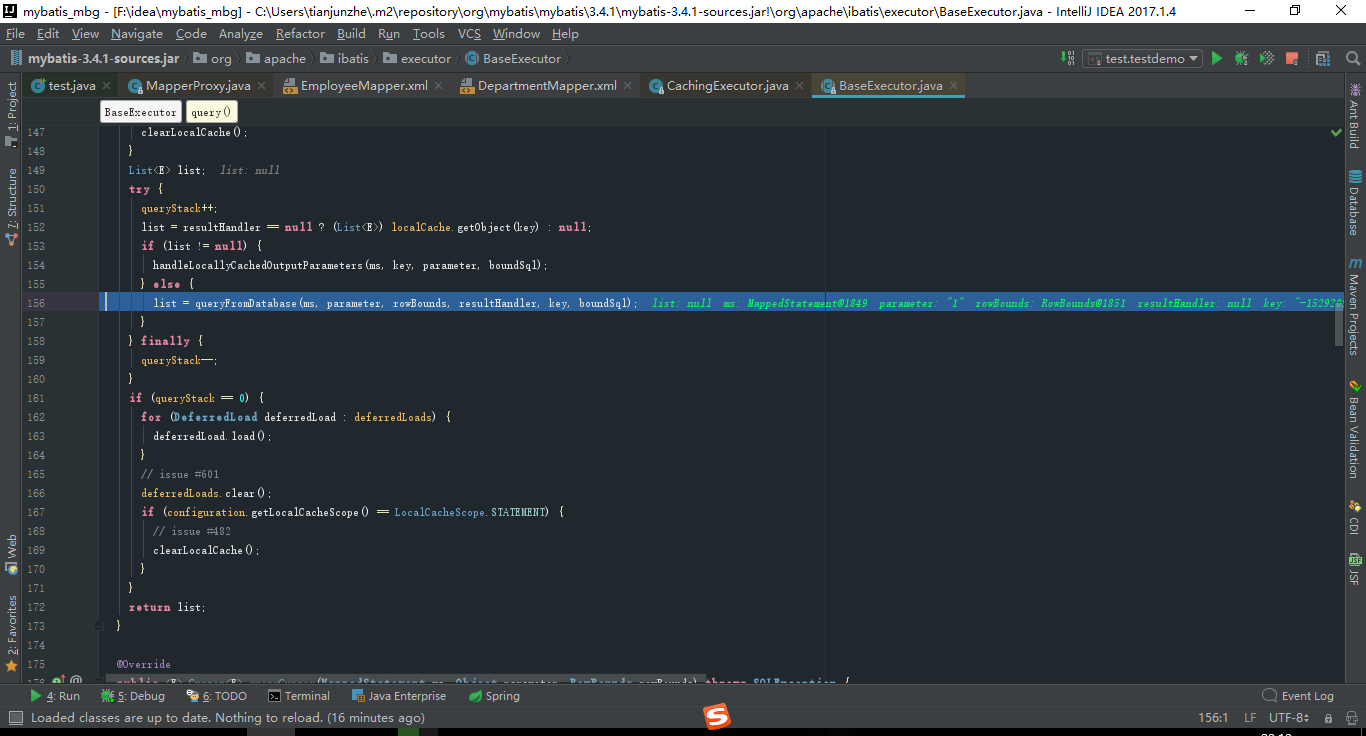 mybatis_mbg - [F:\idea\mybatis_mbg] - C:\Users\tianjunzhe\.m2\repository\org\mybatis\mybatis\3.4.1\mybatis-3.4.1-sources.jar!\org\apache\ibatis\executor\BaseExecutor.java - IntelliJ IDEA 2017.1.4
File Edit View Navigate Code Analyze Refactor Build Run Tools VCS Window Help
mybatis-3.4.1-sources.jar org apache ibatis executor BaseExecutor test.testdemo
test.java MapperProxy.java EmployeeMapper.xml DepartmentMapper.xml CachingExecutor.java BaseExecutor.java
BaseExecutor query()
147 clearLocalCache();
148 }
149 List<E> list; list: null
150 try {
151 queryStack++;
152 list = resultHandler == null ? (List<E>) localCache.getObject(key) : null;
153 if (list != null) {
154 handleLocallyCachedOutputParameters(ms, key, parameter, boundSql);
155 } else {
156 list = queryFromDatabase(ms, parameter, rowBounds, resultHandler, key, boundSql); list: null ms: MappedStatement@1849 parameter: "1" rowBounds: RowBounds@1851 resultHandler: null key: "-152920
157 }
158 } finally {
159 queryStack--;
160 }
161 if (queryStack == 0) {
162 for (DeferredLoad deferredLoad : deferredLoads) {
163 deferredLoad.load();
164 }
165 // issue #601
166 deferredLoads.clear();
167 if (configuration.getLocalCacheScope() == LocalCacheScope.STATEMENT) {
168 // issue #482
169 clearLocalCache();
170 }
171 }
172 return list;
173 }
174
175 @Override
1: Project
7: Structure
Web
2: Favorites
Ant Build
Database
Maven Projects
Bean Validation
CDI
JSF
4: Run 5: Debug 6: TODO Terminal Java Enterprise Spring Event Log
Loaded classes are up to date. Nothing to reload. (16 minutes ago) 156:1 LF UTF-8